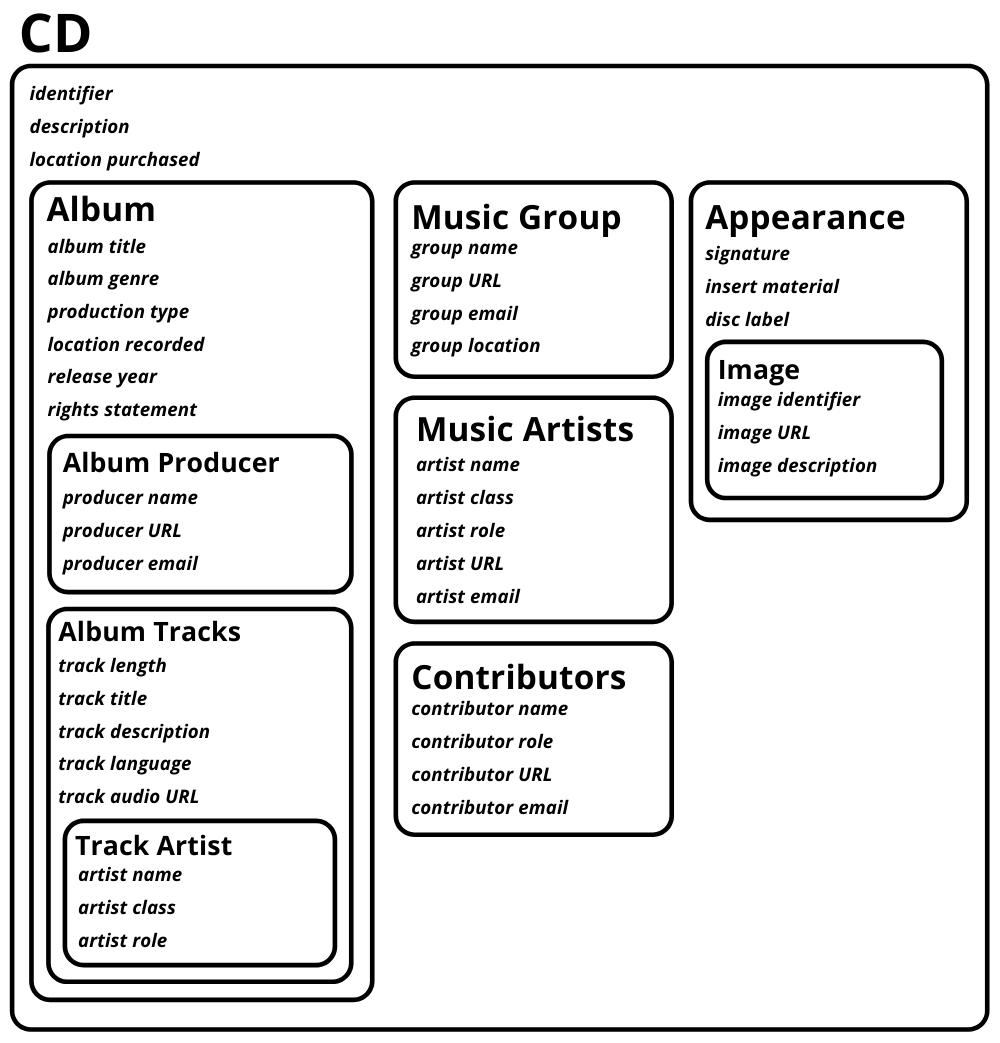 CD
identifier
description
location purchased
Album
album title
album genre
production type
location recorded
release year
rights statement
Album Producer
producer name
producer URL
producer email
Album Tracks
track length
track title
track description
track language
track audio URL
Track Artist
artist name
artist class
artist role
Music Group
group name
group URL
group email
group location
Music Artists
artist name
artist class
artist role
artist URL
artist email
Contributors
contributor name
contributor role
contributor URL
contributor email
Appearance
signature
insert material
disc label
Image
image identifier
image URL
image description